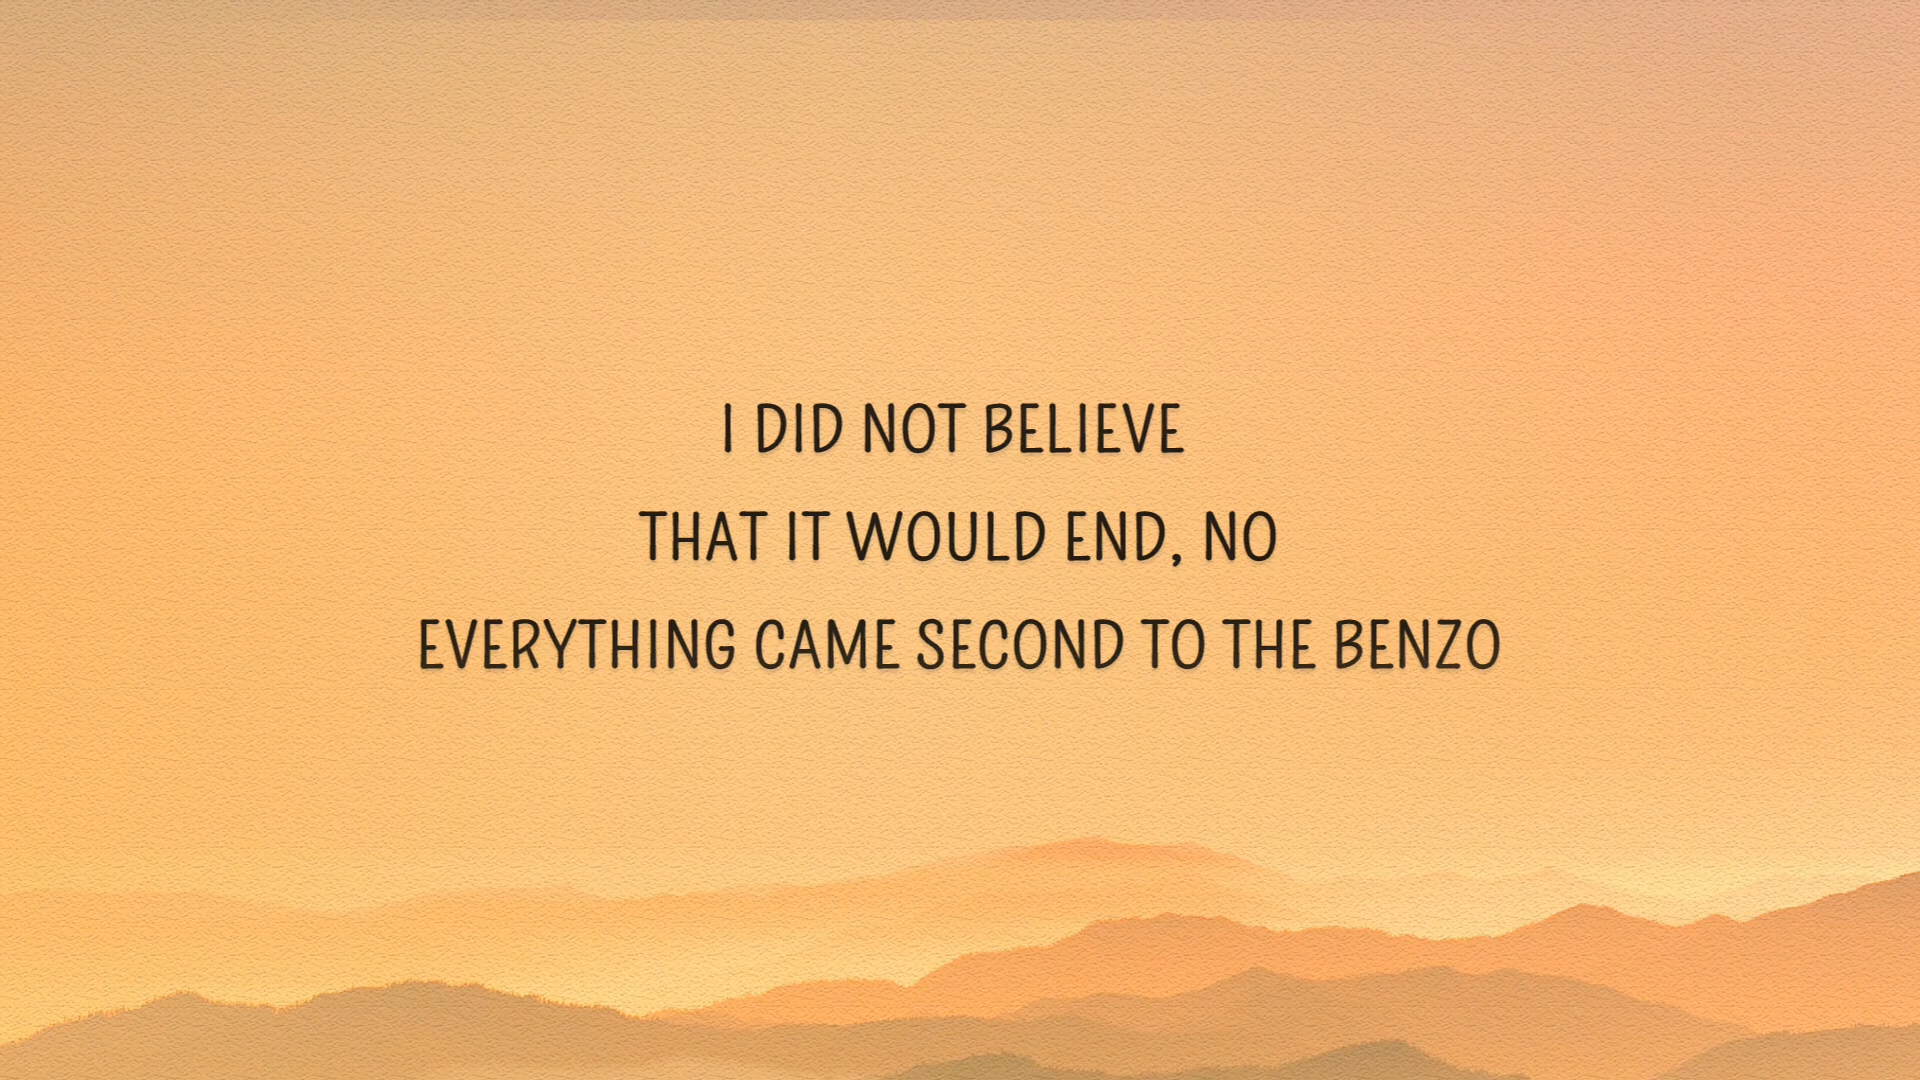 I DID NOT BELIEVE
THAT IT WOULD END, NO
EVERYTHING CAME SECOND TO THE BENZO